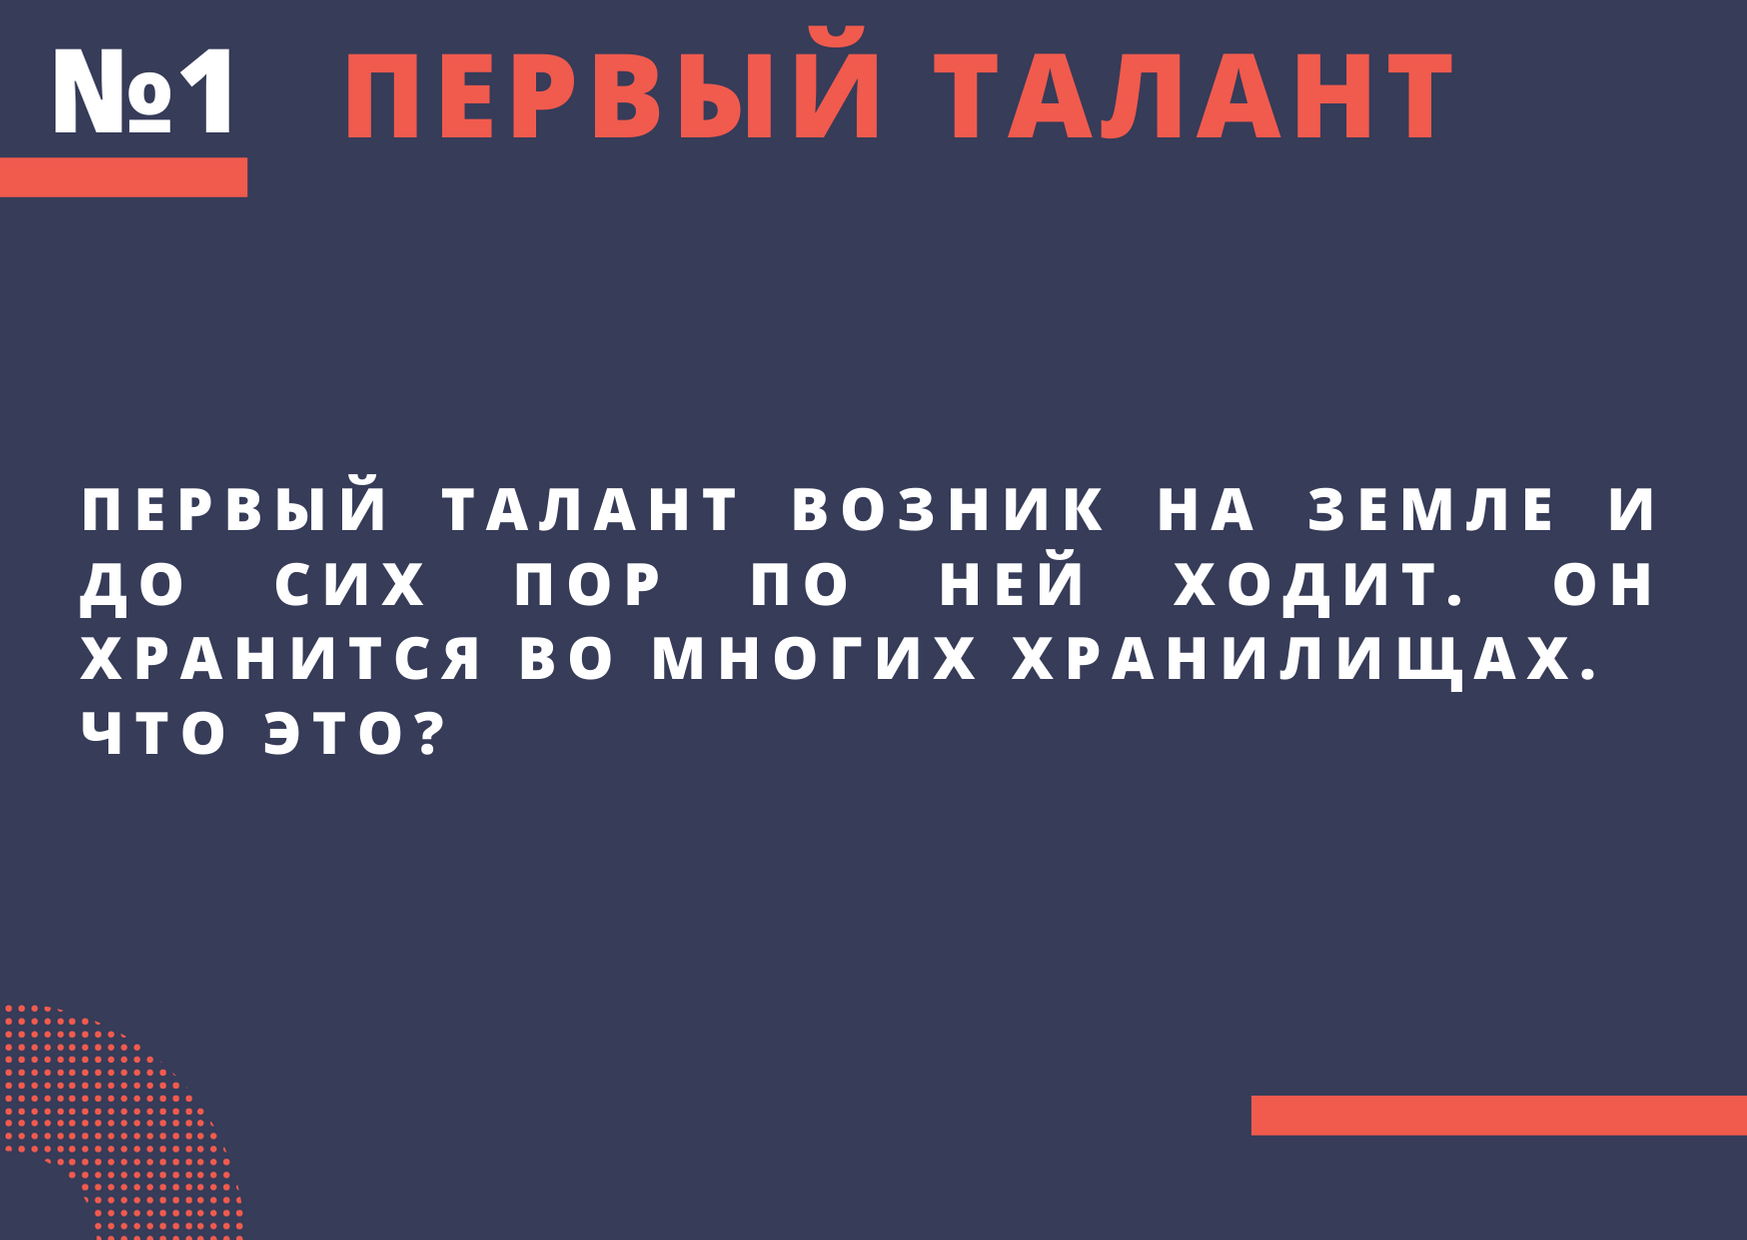 №1 ПЕРВЫЙ ТАЛАНТ
ПЕРВЫЙ ТАЛАНТ ВОЗНИК НА ЗЕМЛЕ И
ДО СИХ ПОР ПО НЕЙ ХОДИТ. ОН
ХРАНИТСЯ ВО МНОГИХ ХРАНИЛИЩАХ.
ЧТО ЭТО?